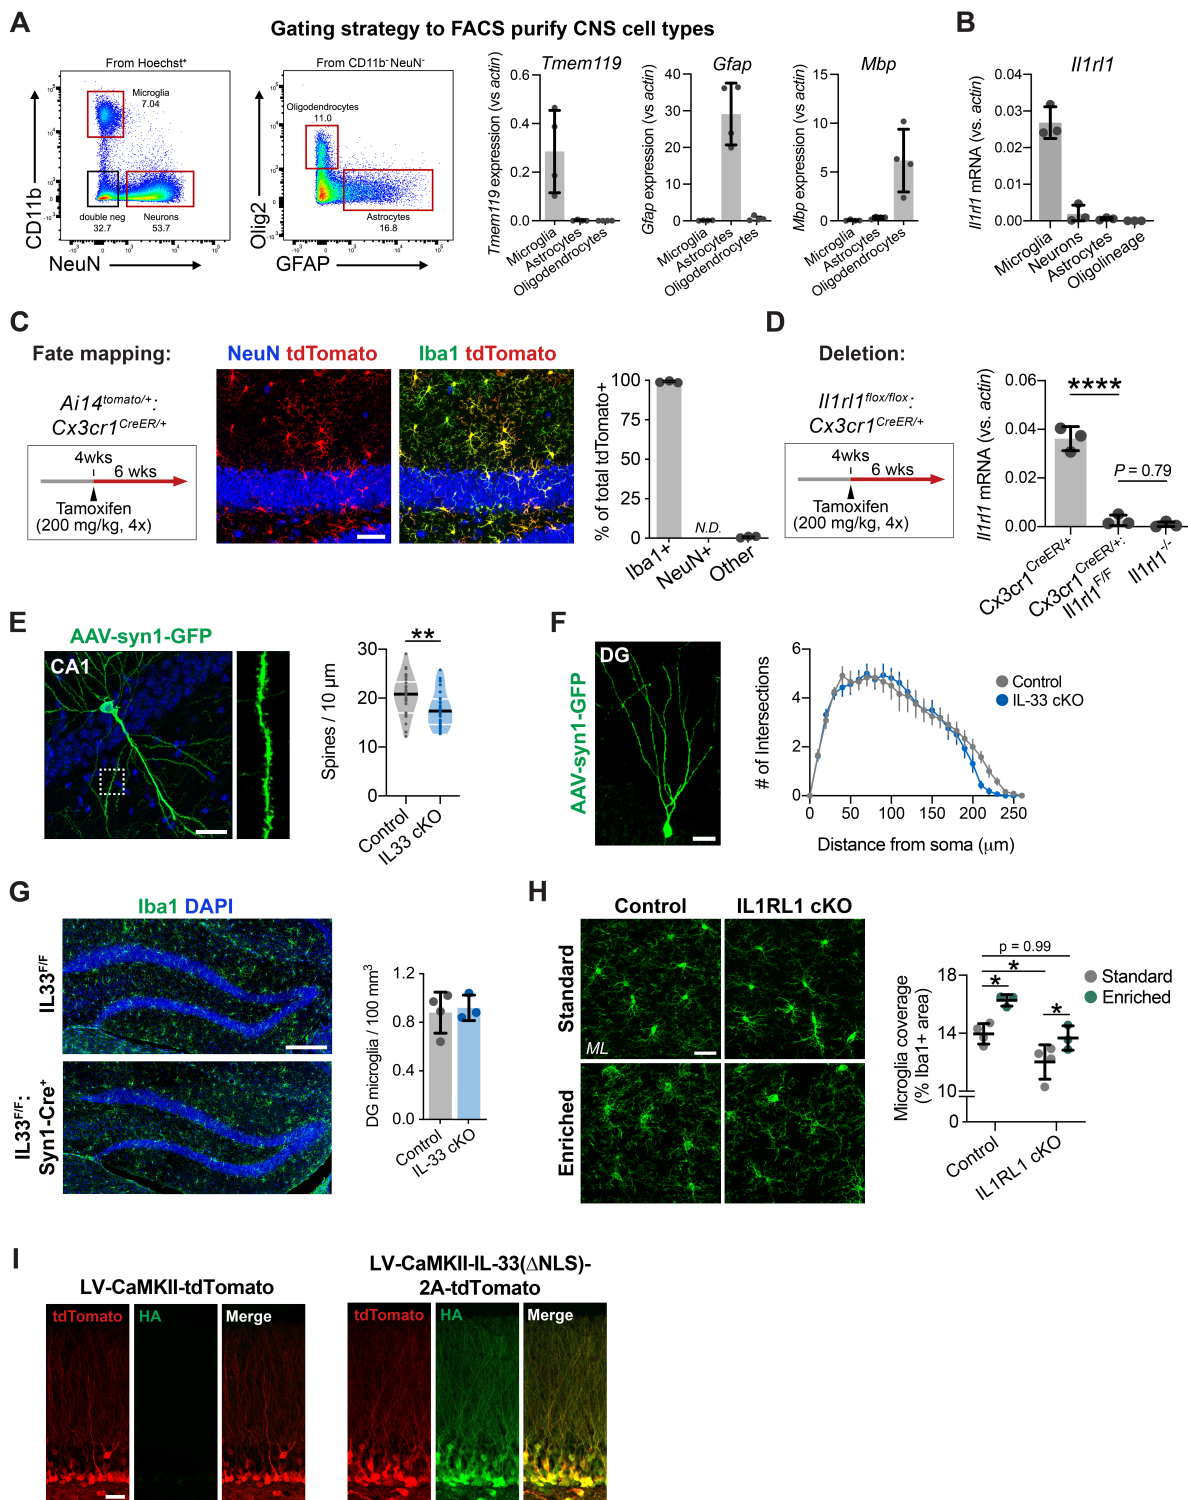 A
Gating strategy to FACS purify CNS cell types
From Hoechst⁺
Microglia
7.04
double neg
32.7
Neurons
53.7
CD11b
NeuN
From CD11b⁻NeuN⁻
Oligodendrocytes
11.0
Astrocytes
16.8
Olig2
GFAP
Tmem119
Tmem119 expression (vs actin)
0.6
0.4
0.2
0.0
Microglia
Astrocytes
Oligodendrocytes
Gfap
Gfap expression (vs actin)
40
30
20
10
0
Microglia
Astrocytes
Oligodendrocytes
Mbp
Mbp expression (vs actin)
15
10
5
0
Microglia
Astrocytes
Oligodendrocytes
B
Il1rl1
Il1rl1 mRNA (vs. actin)
0.04
0.03
0.02
0.01
0.00
Microglia
Neurons
Astrocytes
Oligolineage
C
Fate mapping:
Ai14tomato/+:
Cx3cr1CreER/+
4wks
6 wks
Tamoxifen
(200 mg/kg, 4x)
NeuN tdTomato
Iba1 tdTomato
% of total tdTomato+
100
75
50
25
0
N.D.
Iba1+
NeuN+
Other
D
Deletion:
Il1rl1flox/flox:
Cx3cr1CreER/+
4wks
6 wks
Tamoxifen
(200 mg/kg, 4x)
Il1rl1 mRNA (vs. actin)
0.06
0.04
0.02
0.00
****
P = 0.79
Cx3cr1CreER/+
Cx3cr1CreER/+:
Il1rl1F/F
Il1rl1-/-
E
AAV-syn1-GFP
CA1
Spines / 10 µm
30
20
10
0
**
Control
IL33 cKO
F
AAV-syn1-GFP
DG
# of Intersections
6
4
2
0
0
50
100
150
200
250
Distance from soma (µm)
Control
IL-33 cKO
G
Iba1 DAPI
IL33F/F
IL33F/F:
Syn1-Cre+
DG microglia / 100 mm³
1.2
0.8
0.4
0.0
Control
IL-33 cKO
H
Control
IL1RL1 cKO
Standard
Enriched
ML
Microglia coverage
(% Iba1+ area)
18
14
10
0
p = 0.99
*
*
*
Standard
Enriched
Control
IL1RL1 cKO
I
LV-CaMKII-tdTomato
tdTomato
HA
Merge
LV-CaMKII-IL-33(ΔNLS)-
2A-tdTomato
tdTomato
HA
Merge